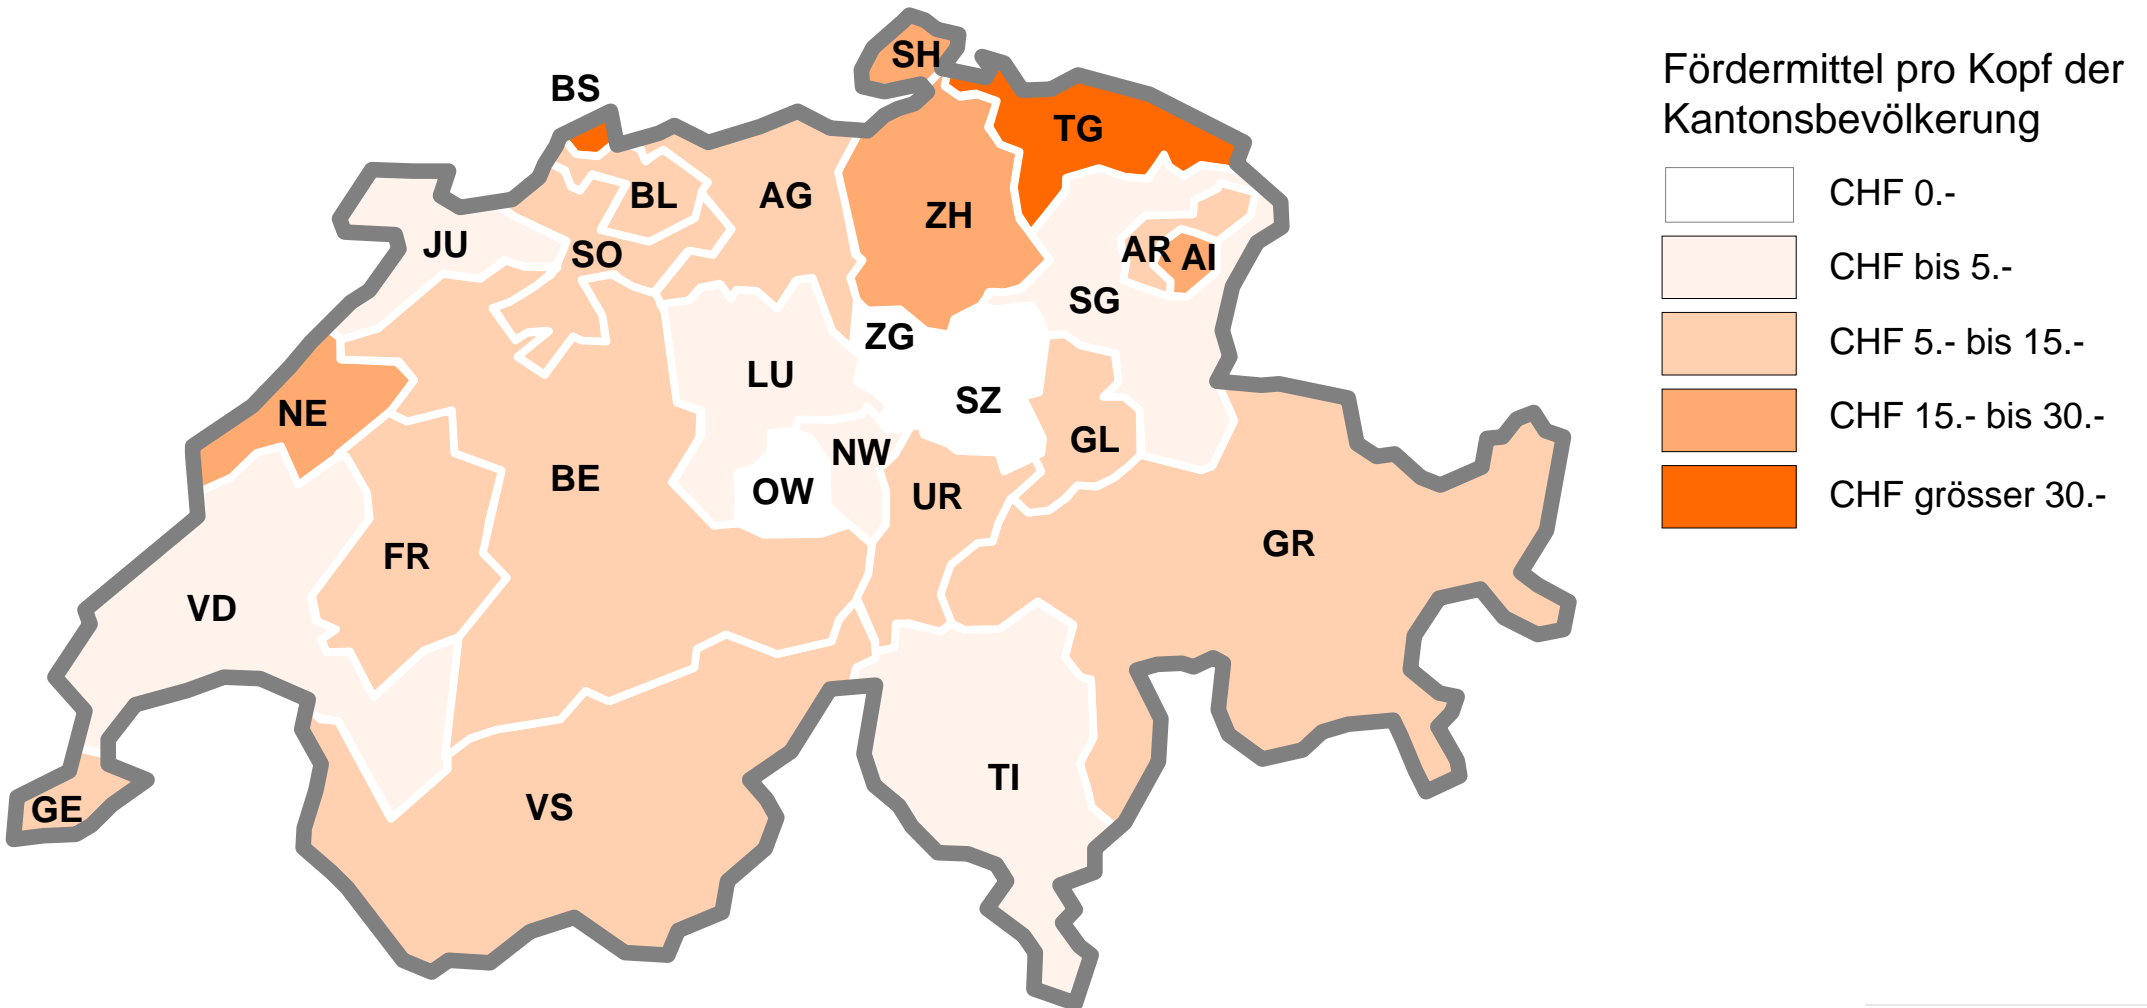 SH
BS
TG
BL
AG
ZH
JU
SO
AR
AI
SG
ZG
LU
SZ
NE
GL
NW
BE
OW
UR
FR
GR
VD
TI
VS
GE
Fördermittel pro Kopf der
Kantonsbevölkerung
CHF 0.-
CHF bis 5.-
CHF 5.- bis 15.-
CHF 15.- bis 30.-
CHF grösser 30.-